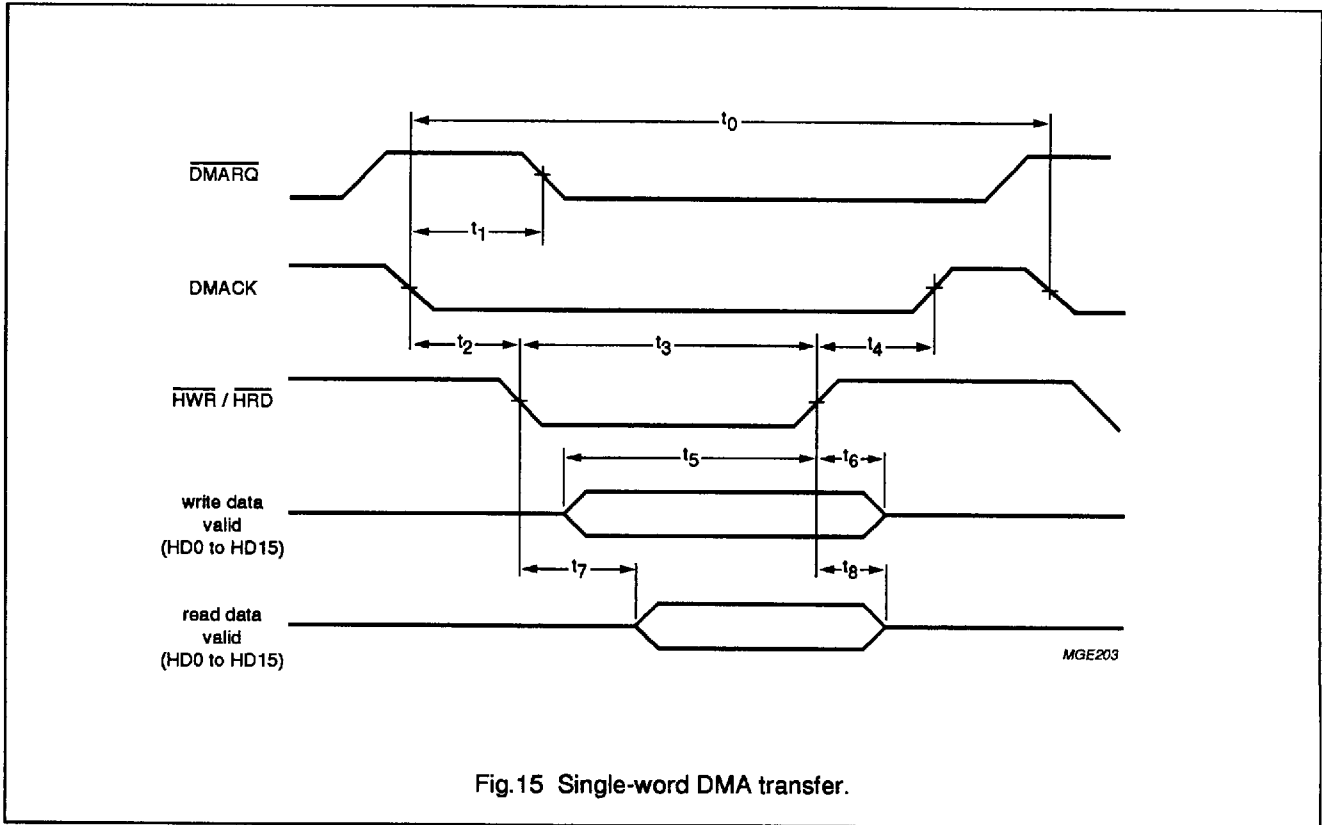 t0
DMARQ
t1
DMACK
t2
t3
t4
HWR / HRD
t5
t6
write data
valid
(HD0 to HD15)
t7
t8
read data
valid
(HD0 to HD15)
MGE203
Fig.15 Single-word DMA transfer.